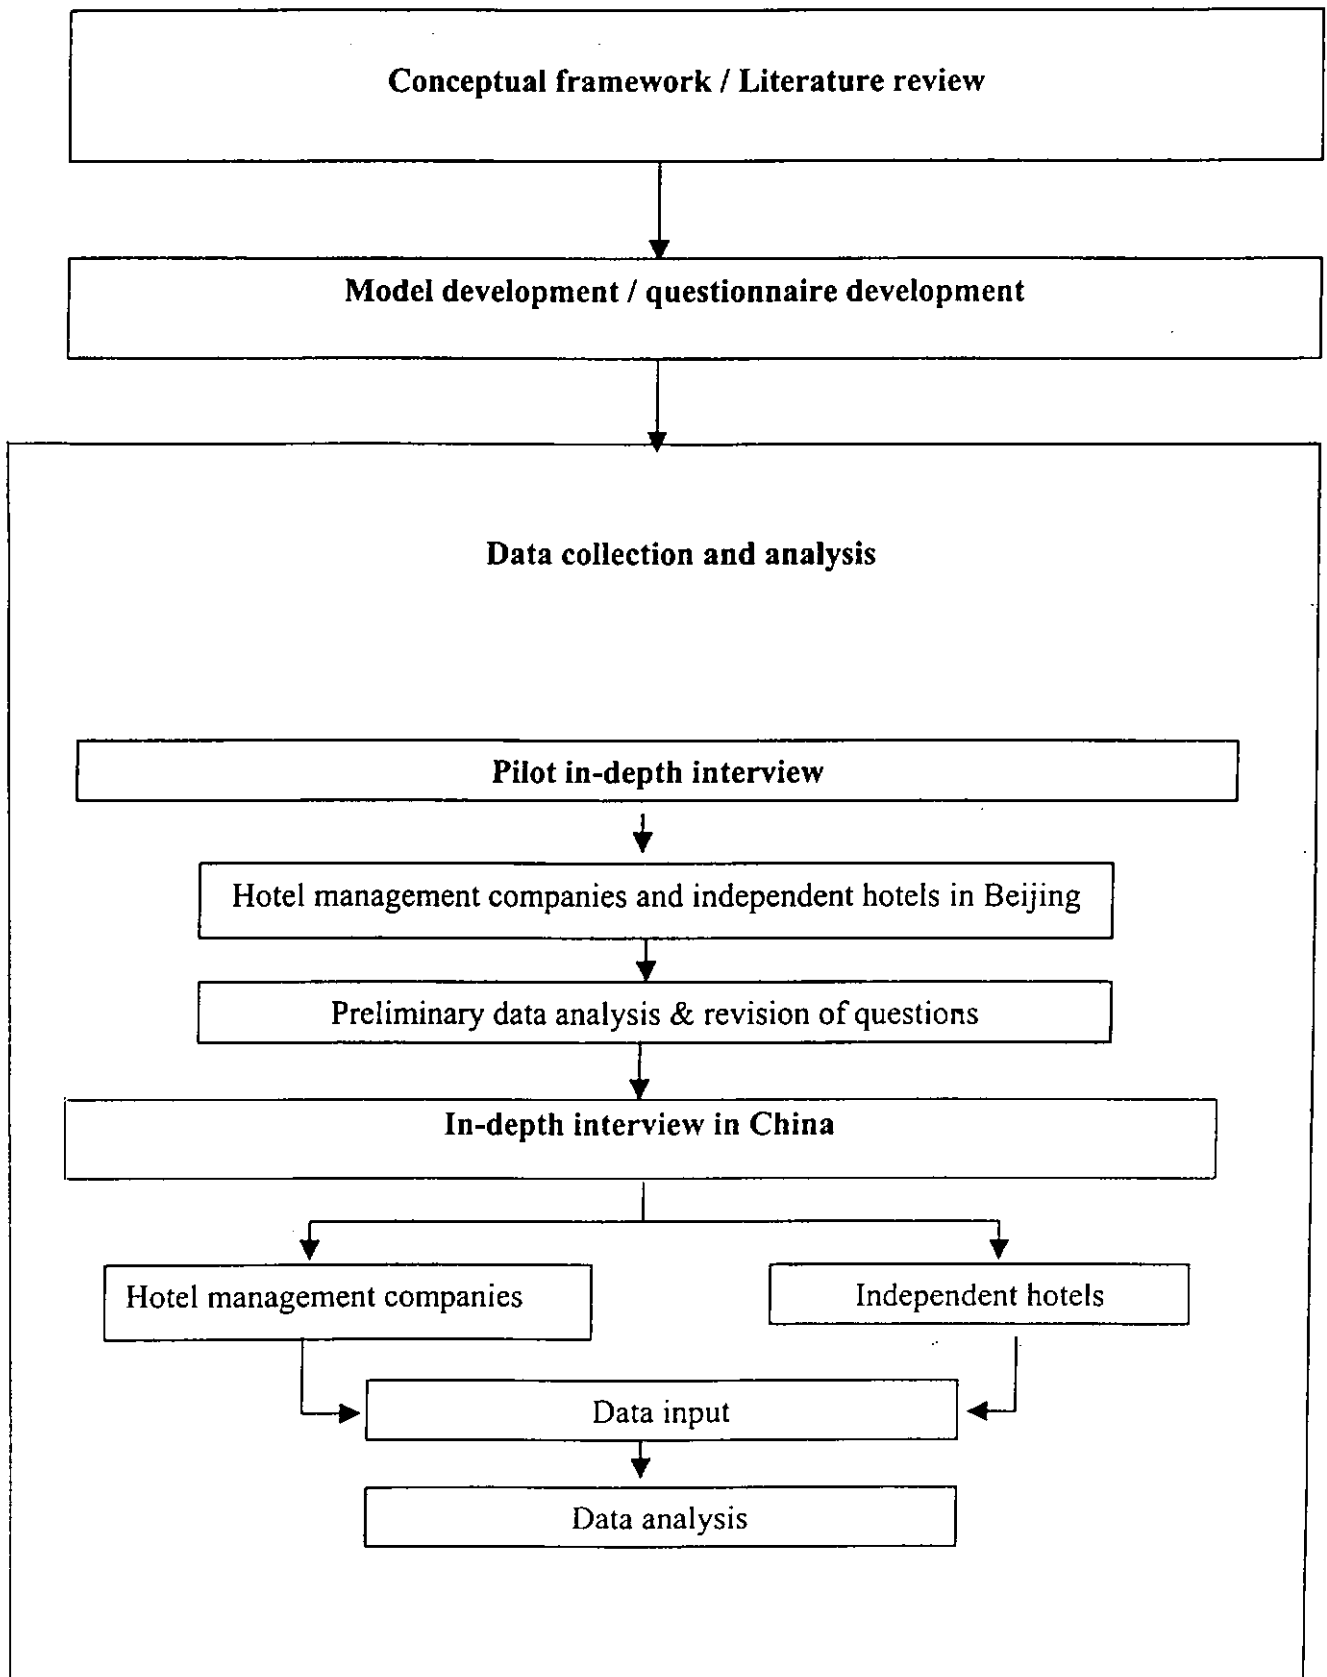 Conceptual framework / Literature review
Model development / questionnaire development
Data collection and analysis
Pilot in-depth interview
Hotel management companies and independent hotels in Beijing
Preliminary data analysis & revision of questions
In-depth interview in China
Hotel management companies
Independent hotels
Data input
Data analysis